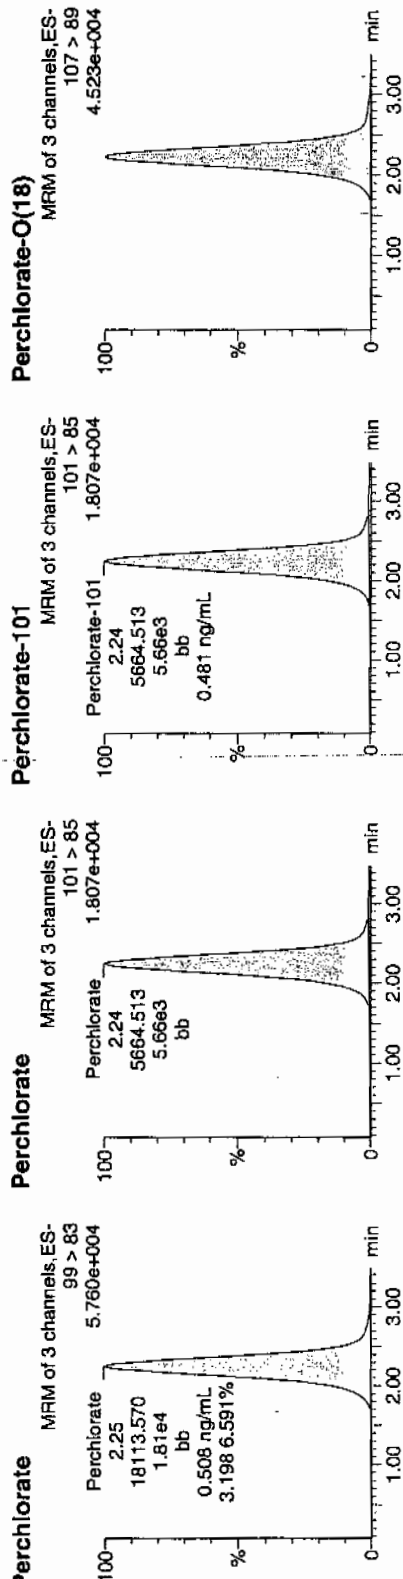 Perchlorate
MRM of 3 channels,ES-
99 > 83
5.760e+004
Perchlorate
2.25
18113.570
1.81e4
bb
0.508 ng/mL
3.198 6.591%
100
%
0
1.00
2.00
3.00
min
Perchlorate
MRM of 3 channels,ES-
101 > 85
1.807e+004
Perchlorate
2.24
5664.513
5.66e3
bb
100
%
0
1.00
2.00
3.00
min
Perchlorate-101
MRM of 3 channels,ES-
101 > 85
1.807e+004
Perchlorate-101
2.24
5664.513
5.66e3
bb
0.481 ng/mL
100
%
0
1.00
2.00
3.00
min
Perchlorate-O(18)
MRM of 3 channels,ES-
107 > 89
4.523e+004
100
%
0
1.00
2.00
3.00
min